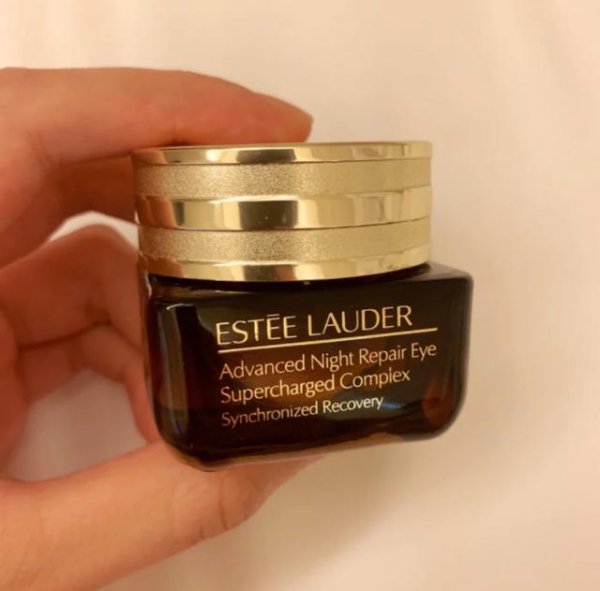 ESTĒE LAUDER
Advanced Night Repair Eye
Supercharged Complex
Synchronized Recovery